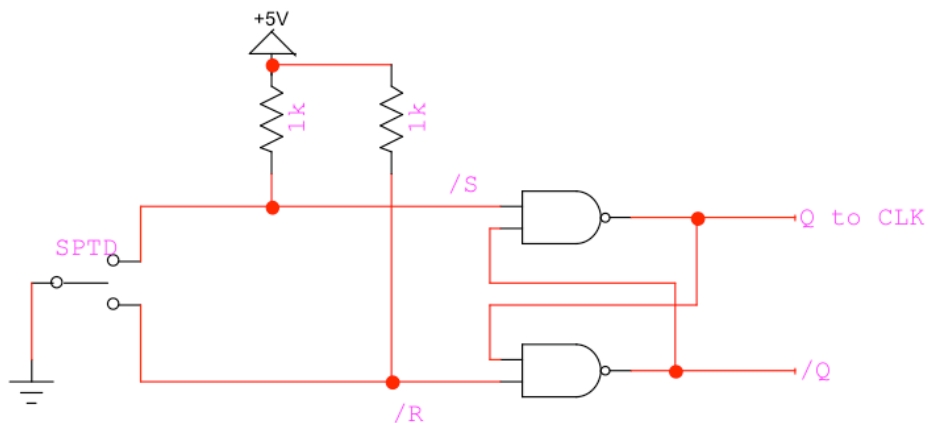 +5V
1k
1k
/S
Q to CLK
SPTD
/Q
/R